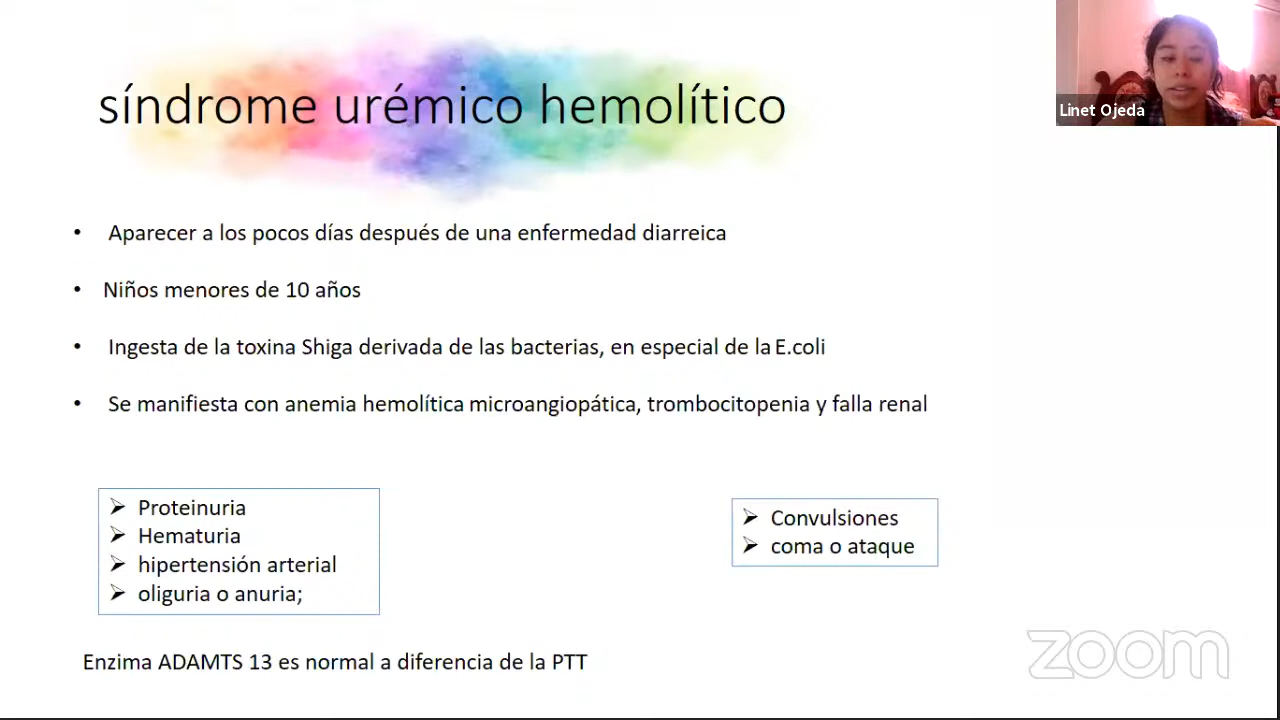 síndrome urémico hemolítico
Linet Ojeda
• Aparecer a los pocos días después de una enfermedad diarreica
• Niños menores de 10 años
• Ingesta de la toxina Shiga derivada de las bacterias, en especial de la E.coli
• Se manifiesta con anemia hemolítica microangiopática, trombocitopenia y falla renal
➢ Proteinuria
➢ Hematuria
➢ hipertensión arterial
➢ oliguria o anuria;
➢ Convulsiones
➢ coma o ataque
Enzima ADAMTS 13 es normal a diferencia de la PTT
zoom